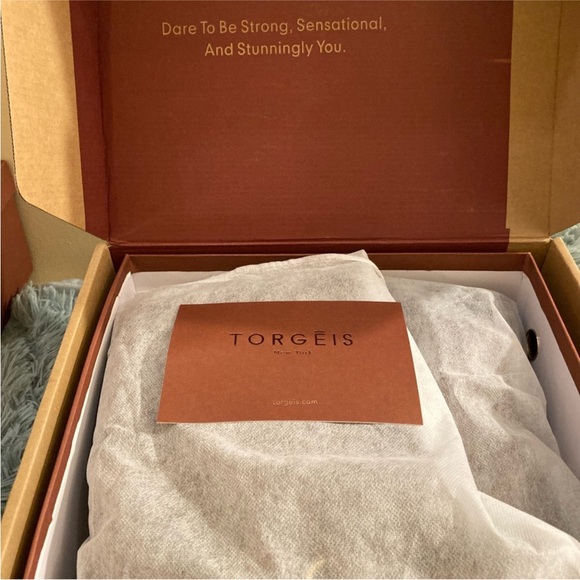 Dare To Be Strong, Sensational,
And Stunningly You.
TORGĒIS
New York
torgeis.com